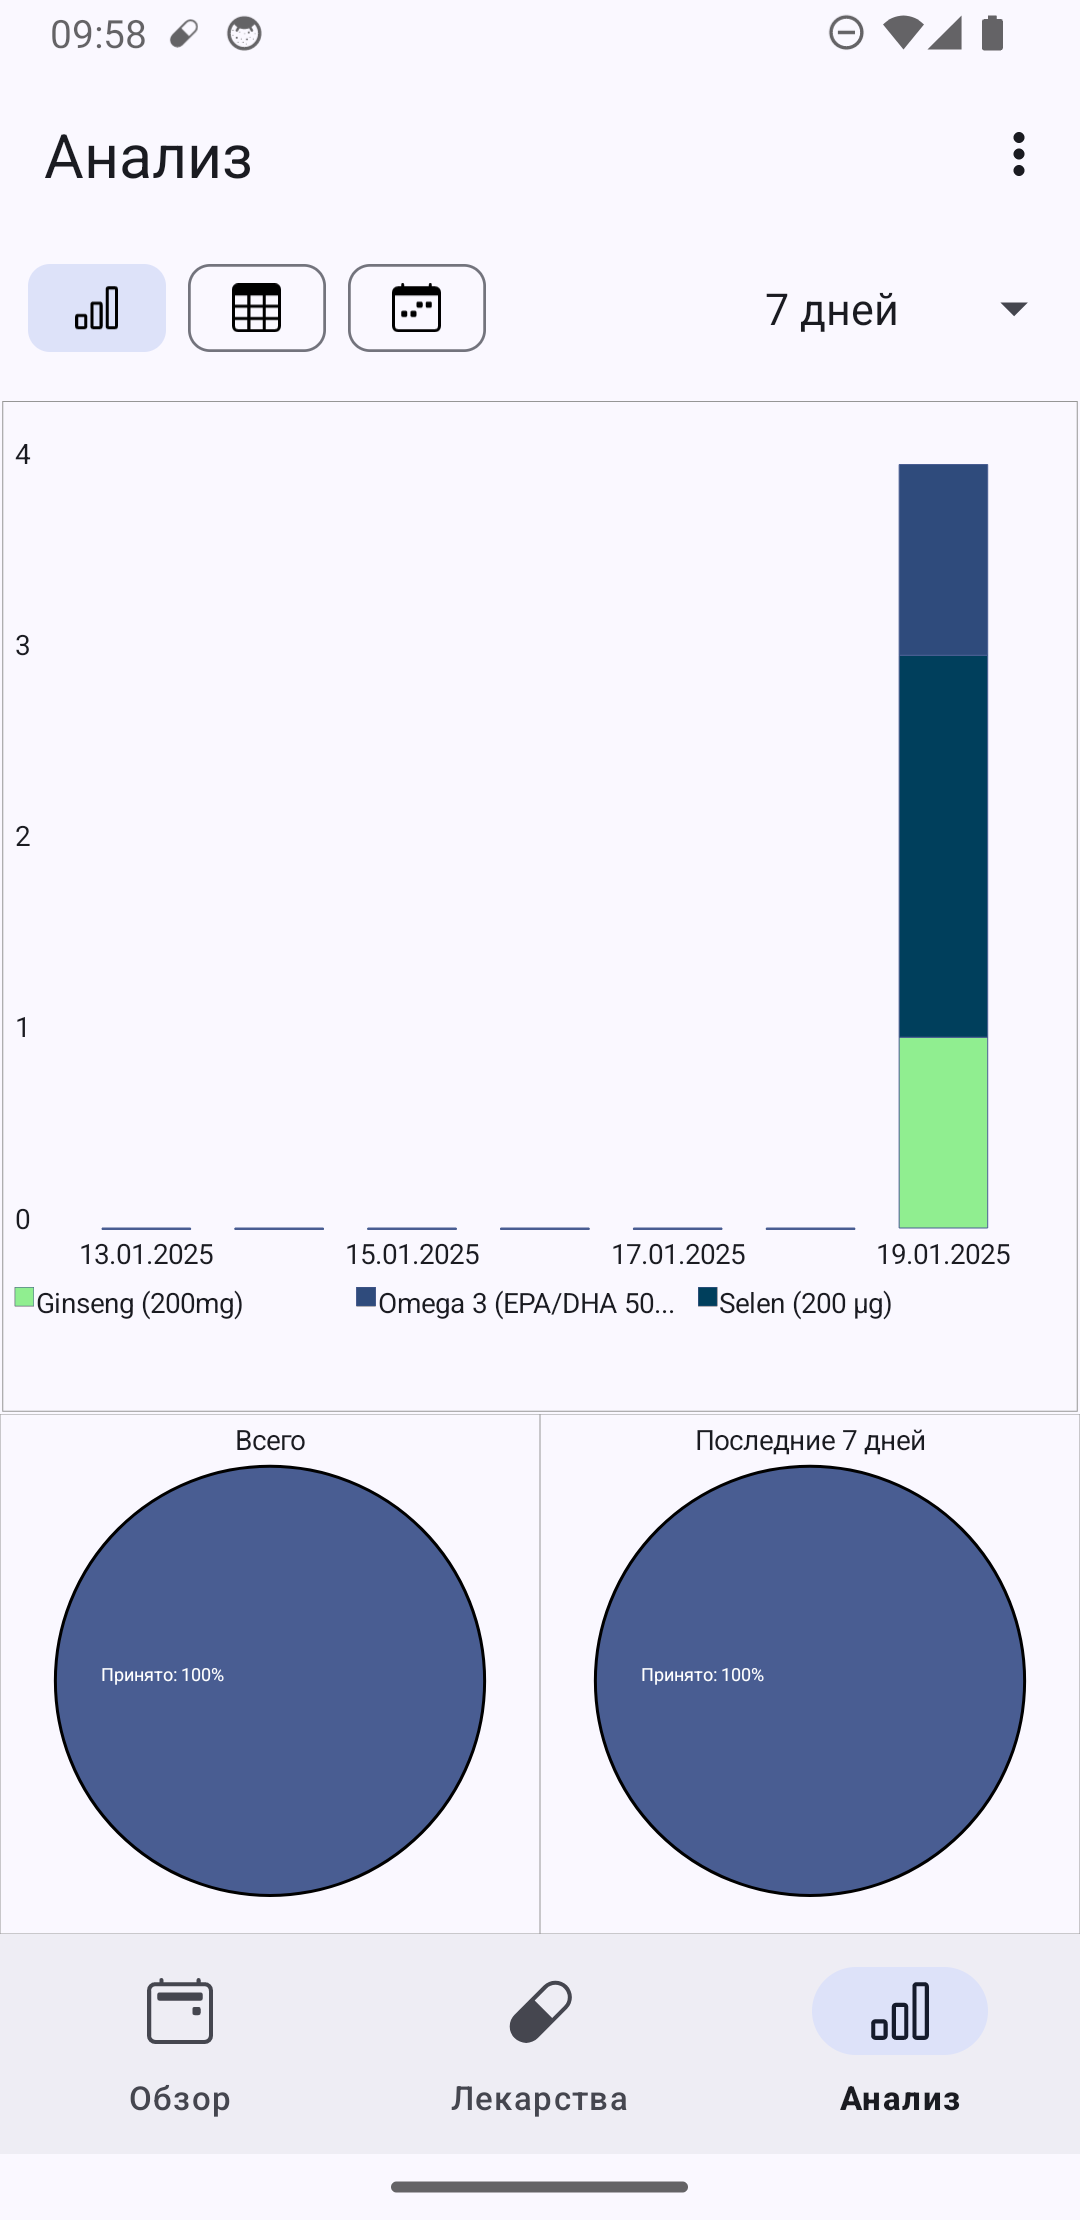 09:58
Анализ
7 дней
4
3
2
1
0
13.01.2025 15.01.2025 17.01.2025 19.01.2025
Ginseng (200mg) Omega 3 (EPA/DHA 50... Selen (200 µg)
Всего Последние 7 дней
Принято: 100% Принято: 100%
Обзор Лекарства Анализ